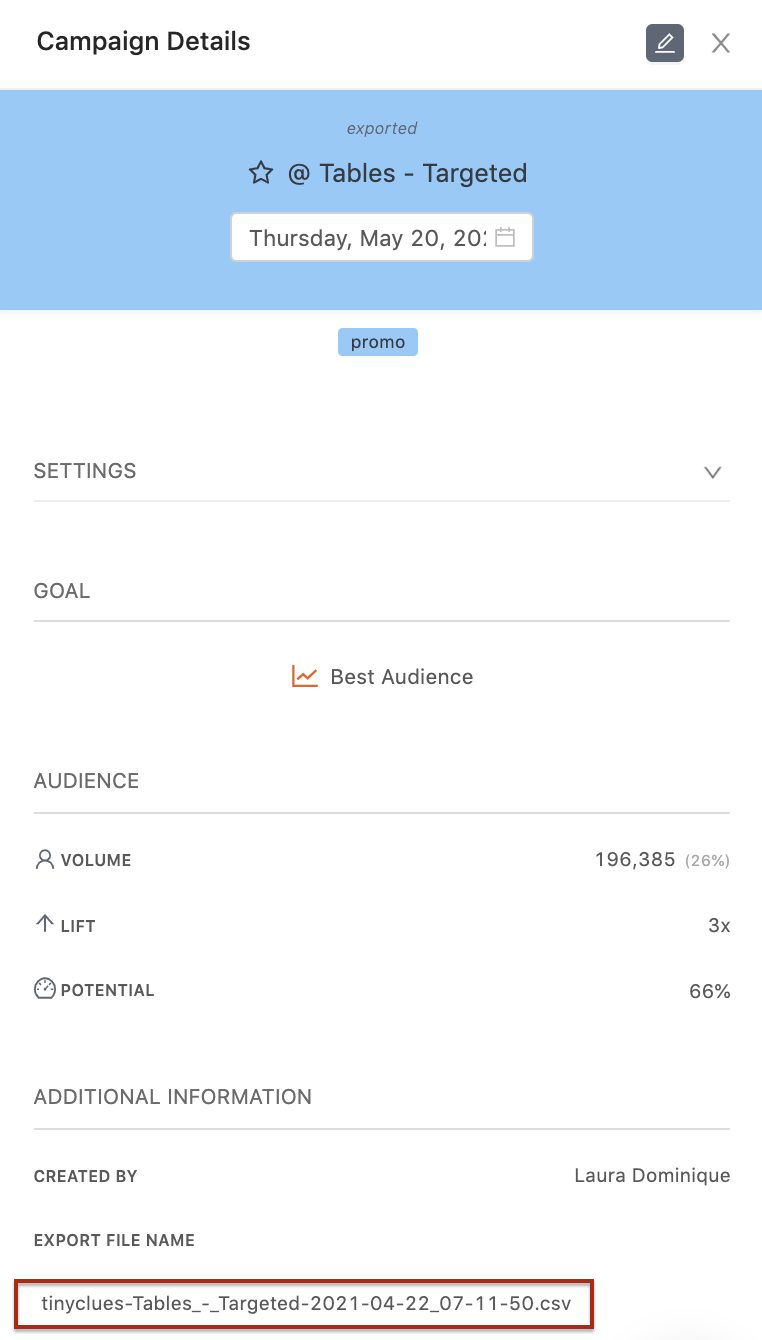 Campaign Details
exported
@ Tables - Targeted
Thursday, May 20, 202
promo
SETTINGS
GOAL
Best Audience
AUDIENCE
VOLUME 196,385 (26%)
LIFT 3x
POTENTIAL 66%
ADDITIONAL INFORMATION
CREATED BY Laura Dominique
EXPORT FILE NAME
tinyclues-Tables_-_Targeted-2021-04-22_07-11-50.csv